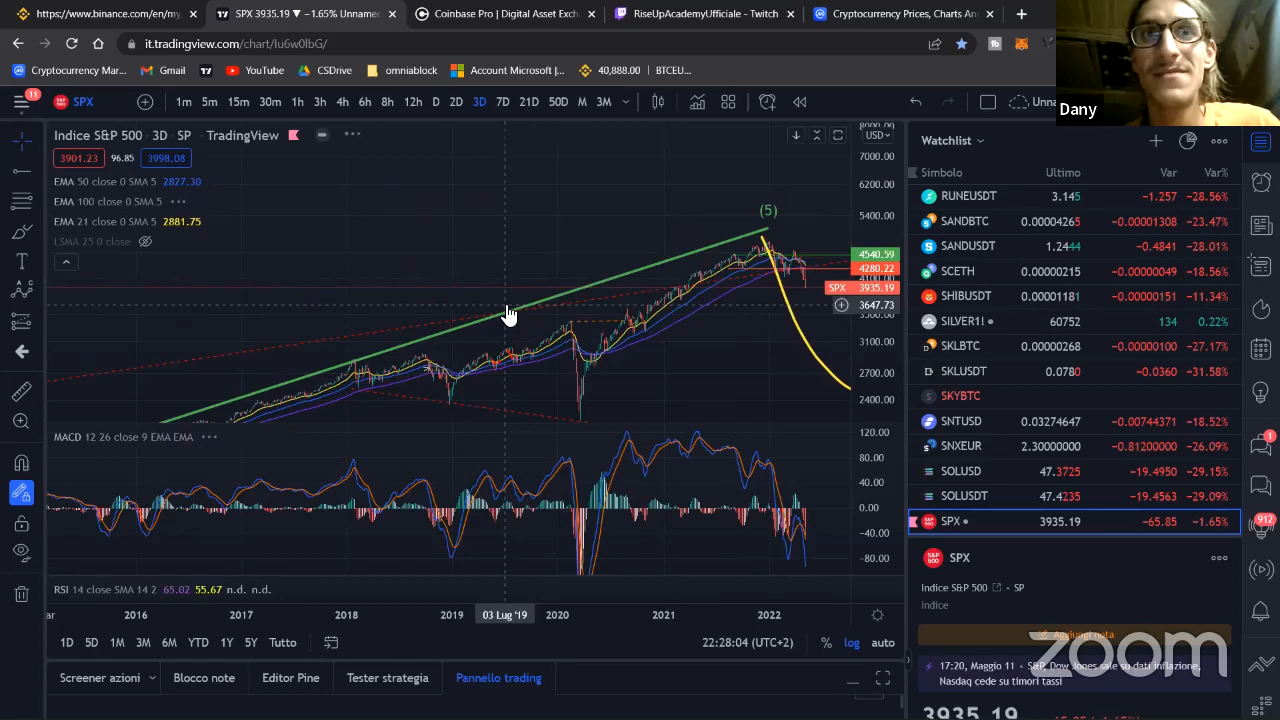 https://www.binance.com/en/my
SPX 3935.19 ▼ −1.65% Unname
Coinbase Pro | Digital Asset Exch
RiseUpAcademyUfficiale - Twitch
Cryptocurrency Prices, Charts An
it.tradingview.com/chart/Iu6w0lbG/
Cryptocurrency Mar...
Gmail
YouTube
CSDrive
omniablock
Account Microsoft |...
40,888.00 | BTCEU...
Dany
11
SPX
1m 5m 15m 30m 1h 3h 4h 6h 8h 12h D 2D 3D 7D 21D 50D M 3M
Unna
Indice S&P 500 · 3D · SP TradingView
USD
3901.23 96.85 3998.08
EMA 50 close 0 SMA 5 2827.30
EMA 100 close 0 SMA 5
EMA 21 close 0 SMA 5 2881.75
LSMA 25 0 close
(5)
8000.00
7000.00
6200.00
5400.00
4540.59
4280.22
4100.00
SPX 3935.19
3647.73
3500.00
3100.00
2700.00
2400.00
MACD 12 26 close 9 EMA EMA
120.00
80.00
40.00
0.00
−40.00
−80.00
RSI 14 close SMA 14 2 65.02 55.67 n.d. n.d.
ar 2016 2017 2018 2019 03 Lug '19 2020 2021 2022
1D 5D 1M 3M 6M YTD 1Y 5Y Tutto
22:28:04 (UTC+2) % log auto
Screener azioni Blocco note Editor Pine Tester strategia Pannello trading
Watchlist
Simbolo Ultimo Var Var%
RUNEUSDT 3.145 −1.257 −28.56%
SANDBTC 0.00004265 −0.00001308 −23.47%
SANDUSDT 1.2444 −0.4841 −28.01%
SCETH 0.00000271 −0.00000049 −18.56%
SHIBUSDT 0.00001181 −0.00000151 −11.34%
SILVER1! 60752 134 0.22%
SKLBTC 0.00000268 −0.00000100 −27.17%
SKLUSDT 0.0780 −0.0360 −31.58%
SKYBTC
SNTUSD 0.03274647 −0.00744371 −18.52%
SNXEUR 2.30000000 −0.81200000 −26.09%
SOLUSD 47.3725 −19.4950 −29.15%
SOLUSDT 47.4235 −19.4563 −29.09%
SPX 3935.19 −65.85 −1.65%
SPX
Indice S&P 500 · SP
Indice
Aggiungi nota
17:20, Maggio 11 • S&P, Dow Jones sale su dati inflazione,
Nasdaq cede su timori tassi
3935.19
1
912
zoom